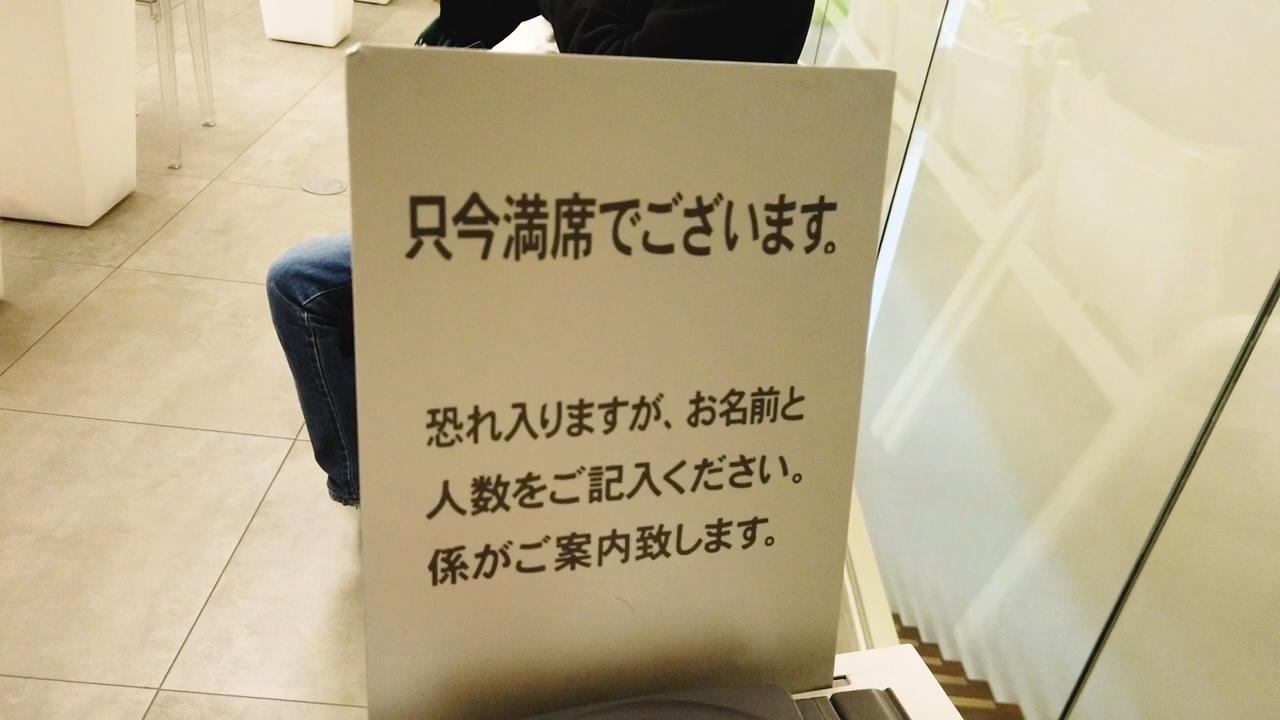 只今満席でございます。
恐れ入りますが、お名前と
人数をご記入ください。
係がご案内致します。